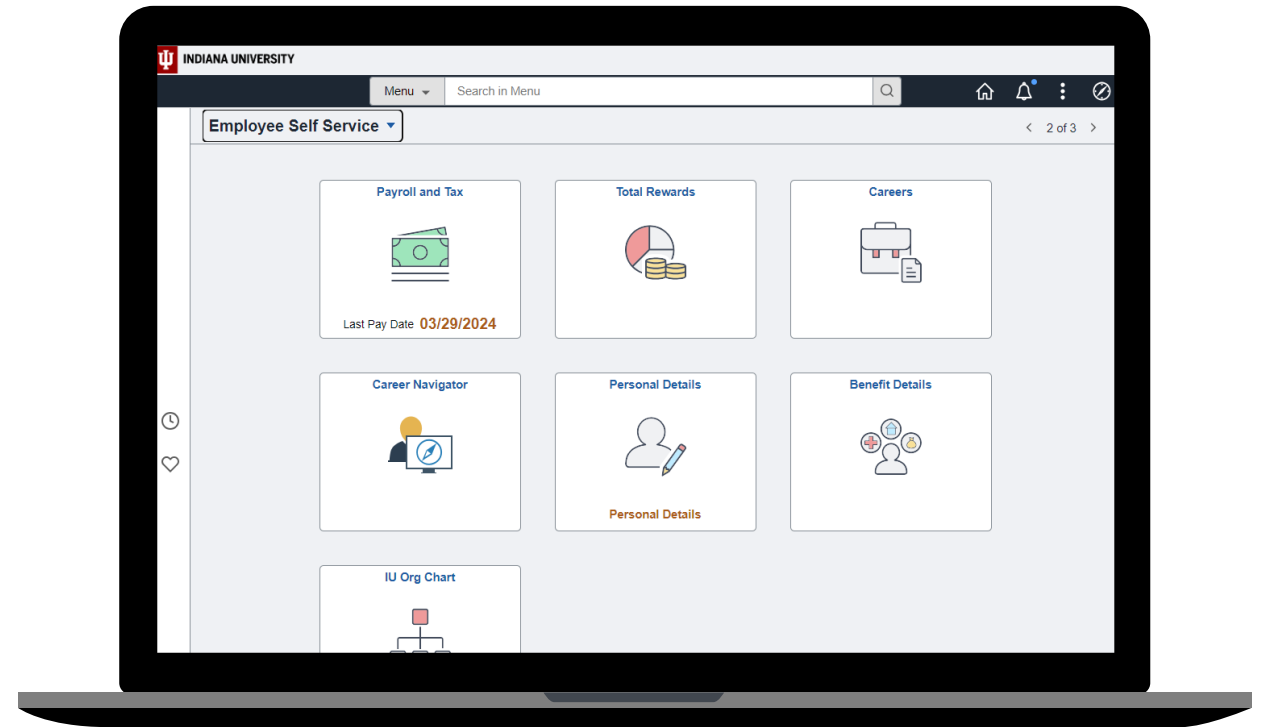 INDIANA UNIVERSITY
Menu
Search in Menu
Employee Self Service
2 of 3
Payroll and Tax
Total Rewards
Careers
Last Pay Date 03/29/2024
Career Navigator
Personal Details
Benefit Details
Personal Details
IU Org Chart